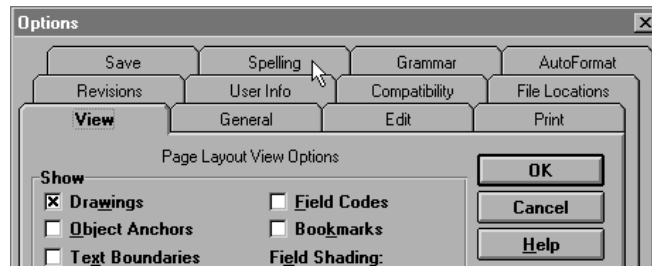 Options
Save Spelling Grammar AutoFormat
Revisions User Info Compatibility File Locations
View General Edit Print
Page Layout View Options
Show OK
Drawings Field Codes
Object Anchors Bookmarks Cancel
Text Boundaries Field Shading: Help